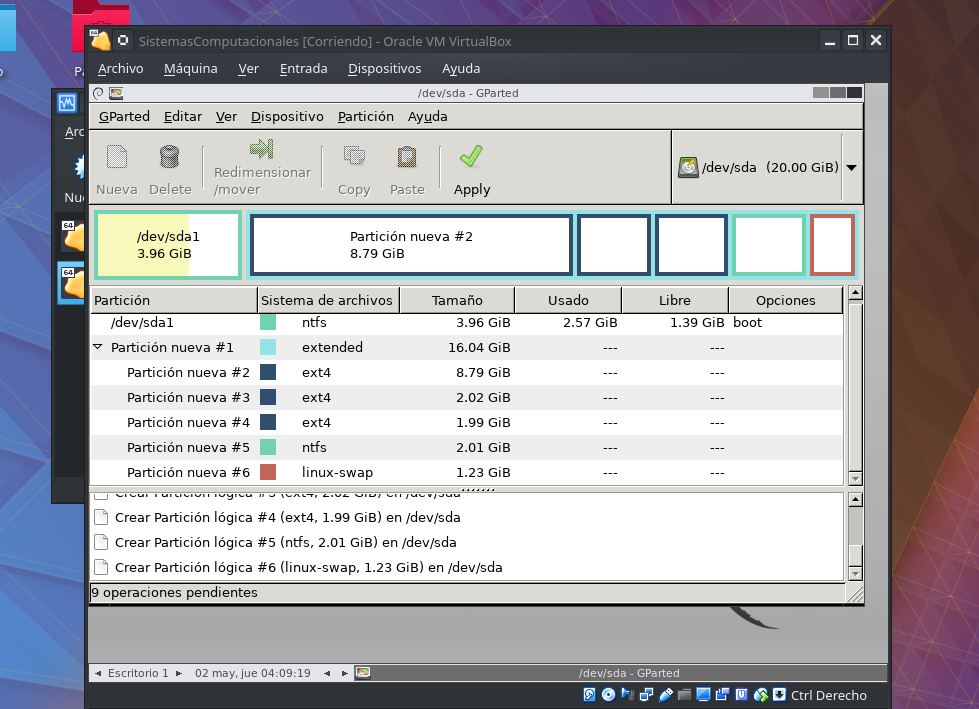 SistemasComputacionales [Corriendo] - Oracle VM VirtualBox
Archivo Máquina Ver Entrada Dispositivos Ayuda
/dev/sda - GParted
GParted Editar Ver Dispositivo Partición Ayuda
Nueva Delete Redimensionar
/mover
Copy Paste Apply
/dev/sda (20.00 GiB)
/dev/sda1
3.96 GiB
Partición nueva #2
8.79 GiB
Partición Sistema de archivos Tamaño Usado Libre Opciones
/dev/sda1 ntfs 3.96 GiB 2.57 GiB 1.39 GiB boot
Partición nueva #1 extended 16.04 GiB --- ---
Partición nueva #2 ext4 8.79 GiB --- ---
Partición nueva #3 ext4 2.02 GiB --- ---
Partición nueva #4 ext4 1.99 GiB --- ---
Partición nueva #5 ntfs 2.01 GiB --- ---
Partición nueva #6 linux-swap 1.23 GiB --- ---
Crear Partición lógica #3 (ext4, 2.02 GiB) en /dev/sda
Crear Partición lógica #4 (ext4, 1.99 GiB) en /dev/sda
Crear Partición lógica #5 (ntfs, 2.01 GiB) en /dev/sda
Crear Partición lógica #6 (linux-swap, 1.23 GiB) en /dev/sda
9 operaciones pendientes
Escritorio 1 02 may, jue 04:09:19 /dev/sda - GParted
Ctrl Derecho
Arc
Nu
64
64